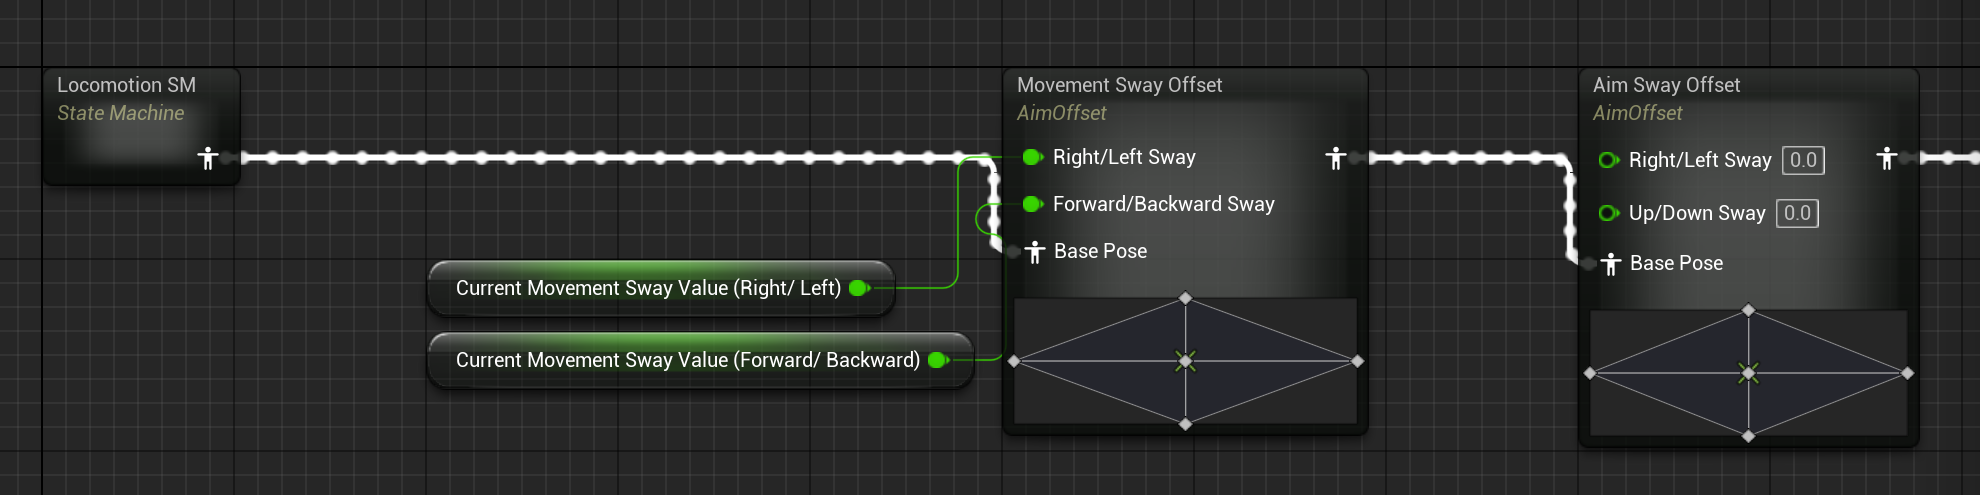 Locomotion SM
State Machine
Movement Sway Offset
AimOffset
Right/Left Sway
Forward/Backward Sway
Base Pose
Current Movement Sway Value (Right/ Left)
Current Movement Sway Value (Forward/ Backward)
Aim Sway Offset
AimOffset
Right/Left Sway 0.0
Up/Down Sway 0.0
Base Pose